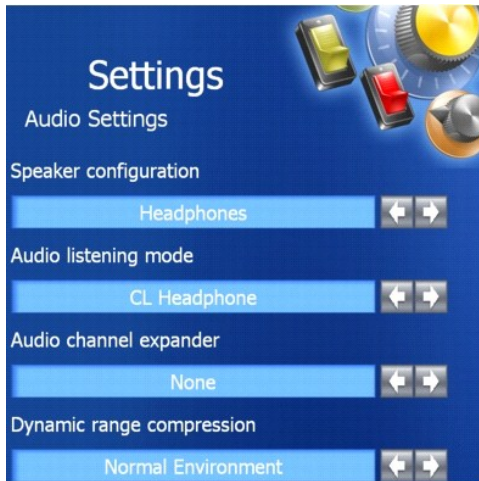 Settings
Audio Settings
Speaker configuration
Headphones
Audio listening mode
CL Headphone
Audio channel expander
None
Dynamic range compression
Normal Environment